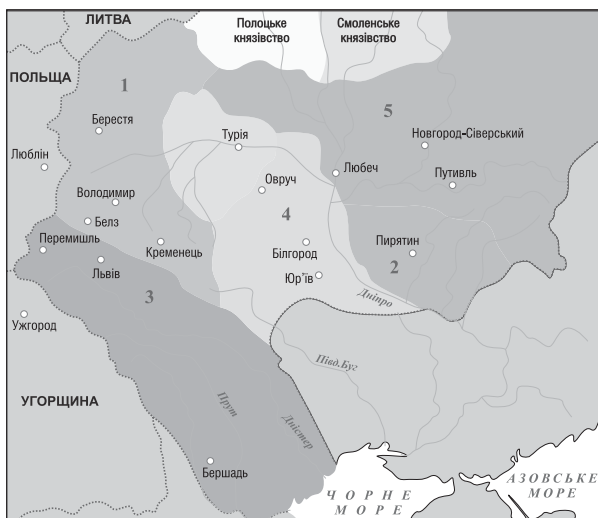 ЛИТВА
Полоцьке
князівство
Смоленське
князівство
ПОЛЬЩА
1
5
Берестя
Турія
Новгород-Сіверський
Люблін
Любеч
Путивль
Овруч
Володимир
4
Белз
Перемишль
Кременець
Білгород
Пирятин
2
Львів
Юр’їв
3
Дніпро
Ужгород
Півд.Буг
УГОРЩИНА
Прут
Дністер
Бершадь
АЗОВСЬКЕ
МОРЕ
ЧОРНЕ
МОРЕ